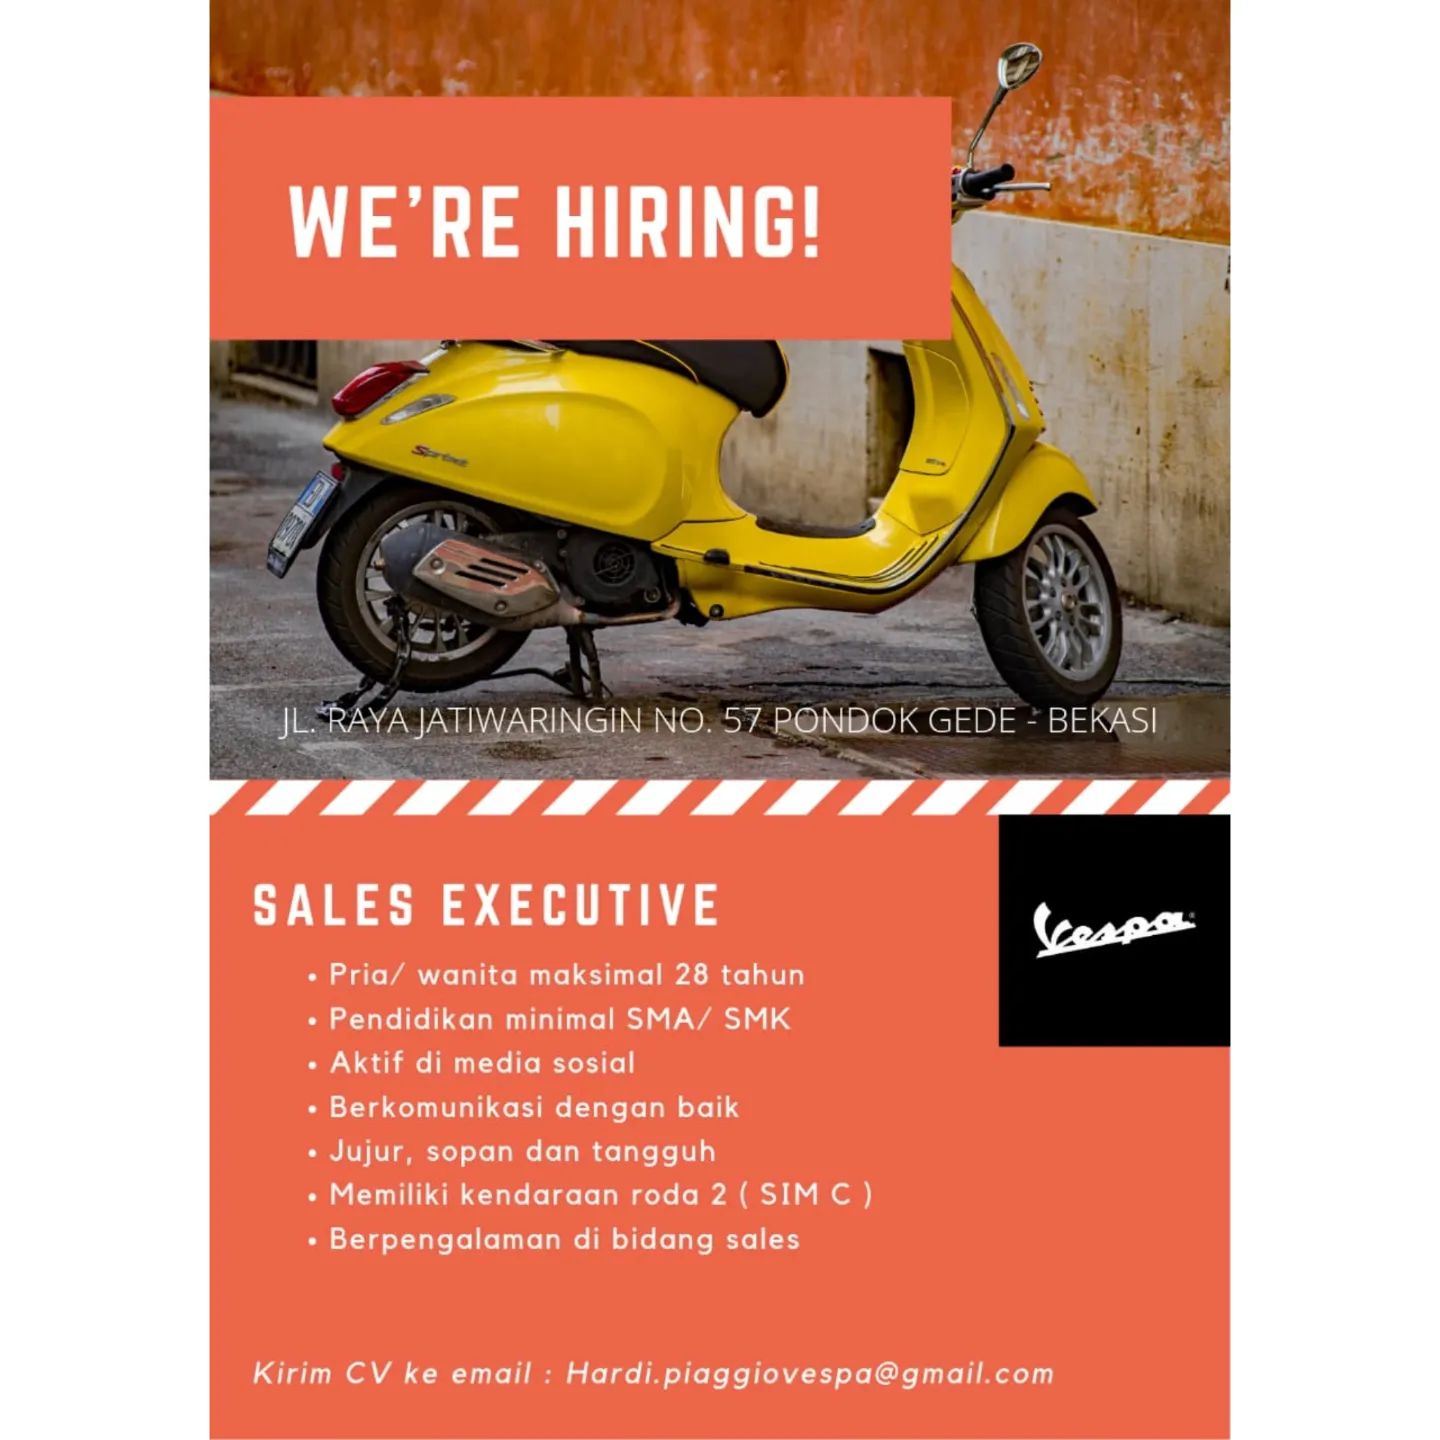 WE'RE HIRING!
Sprint
JL. RAYA JATIWARINGIN NO. 57 PONDOK GEDE - BEKASI
SALES EXECUTIVE
Vespa
• Pria/ wanita maksimal 28 tahun
• Pendidikan minimal SMA/ SMK
• Aktif di media sosial
• Berkomunikasi dengan baik
• Jujur, sopan dan tangguh
• Memiliki kendaraan roda 2 ( SIM C )
• Berpengalaman di bidang sales
Kirim CV ke email : Hardi.piaggiovespa@gmail.com